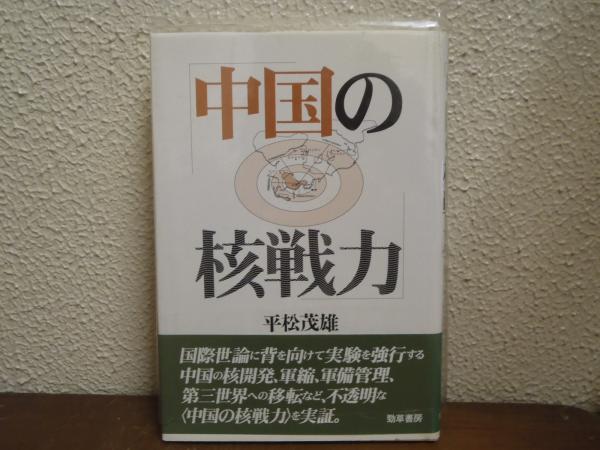 中国の
核戦力
平松茂雄
国際世論に背を向けて実験を強行する
中国の核開発、軍縮、軍備管理、
第三世界への移転など、不透明な
〈中国の核戦力〉を実証。
勁草書房